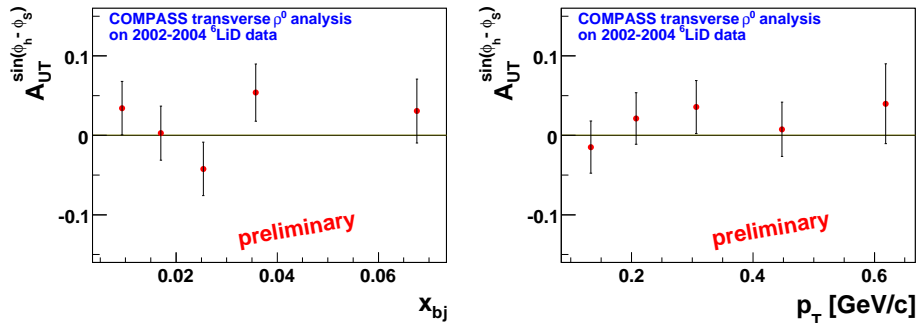 COMPASS transverse ρ⁰ analysis
on 2002-2004 ⁶LiD data
A_UT^sin(ϕ_h - ϕ_S)
0.1
0
-0.1
preliminary
0.02 0.04 0.06
x_bj
COMPASS transverse ρ⁰ analysis
on 2002-2004 ⁶LiD data
A_UT^sin(ϕ_h - ϕ_S)
0.1
0
-0.1
preliminary
0.2 0.4 0.6
p_T [GeV/c]